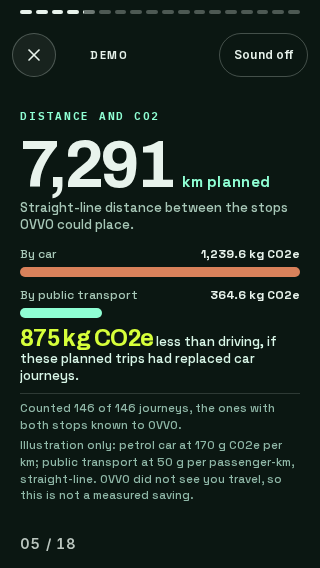 DEMO
Sound off
DISTANCE AND CO2
7,291 km planned
Straight-line distance between the stops
OVVO could place.
By car 1,239.6 kg CO2e
By public transport 364.6 kg CO2e
875 kg CO2e less than driving, if
these planned trips had replaced car
journeys.
Counted 146 of 146 journeys, the ones with
both stops known to OVVO.
Illustration only: petrol car at 170 g CO2e per
km; public transport at 50 g per passenger-km,
straight-line. OVVO did not see you travel, so
this is not a measured saving.
05 / 18